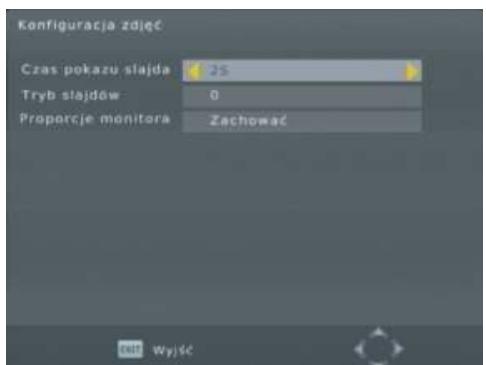 Konfiguracja zdjęć
Czas pokazu slajda 2S
Tryb slajdów 0
Proporcje monitora Zachować
EXIT Wyjść